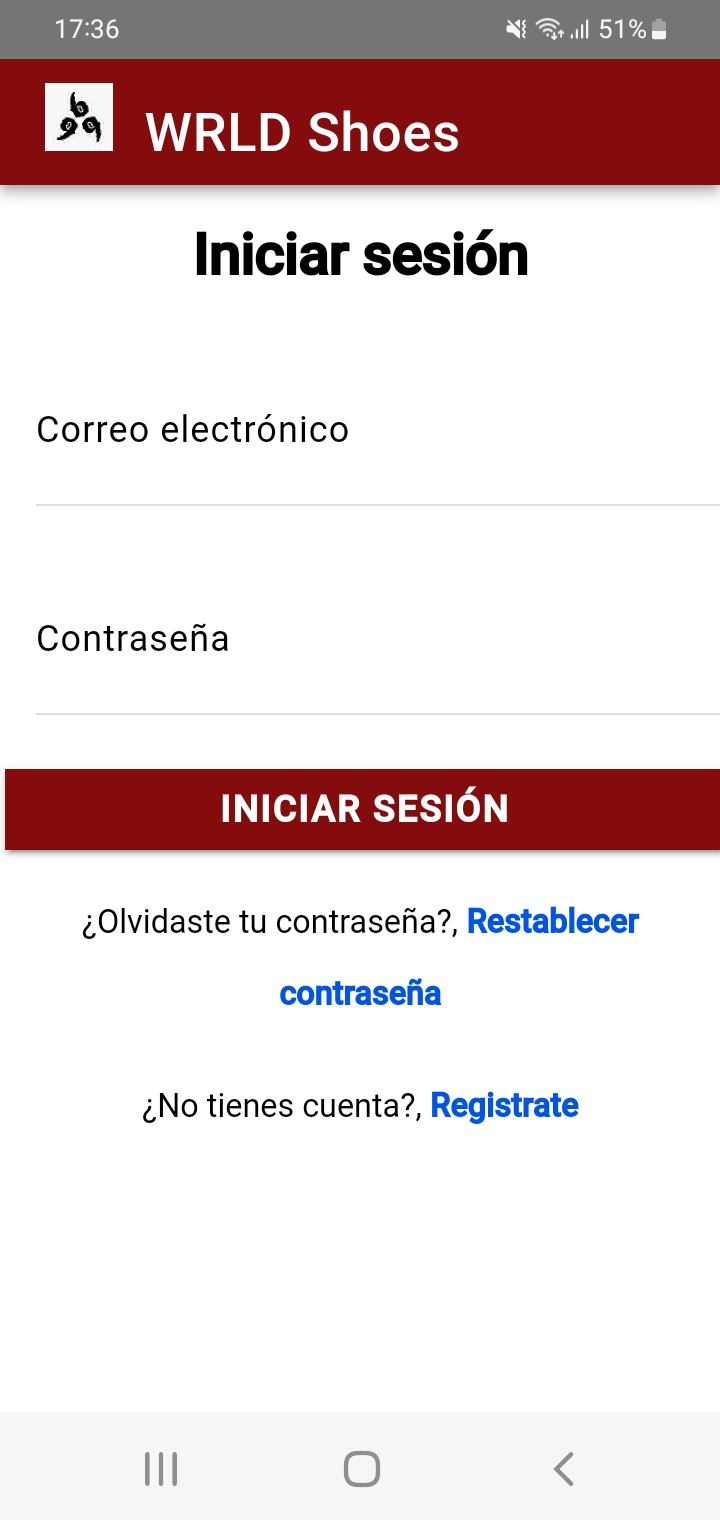 17:36
51%
WRLD Shoes
Iniciar sesión
Correo electrónico
Contraseña
INICIAR SESIÓN
¿Olvidaste tu contraseña?, Restablecer
contraseña
¿No tienes cuenta?, Registrate